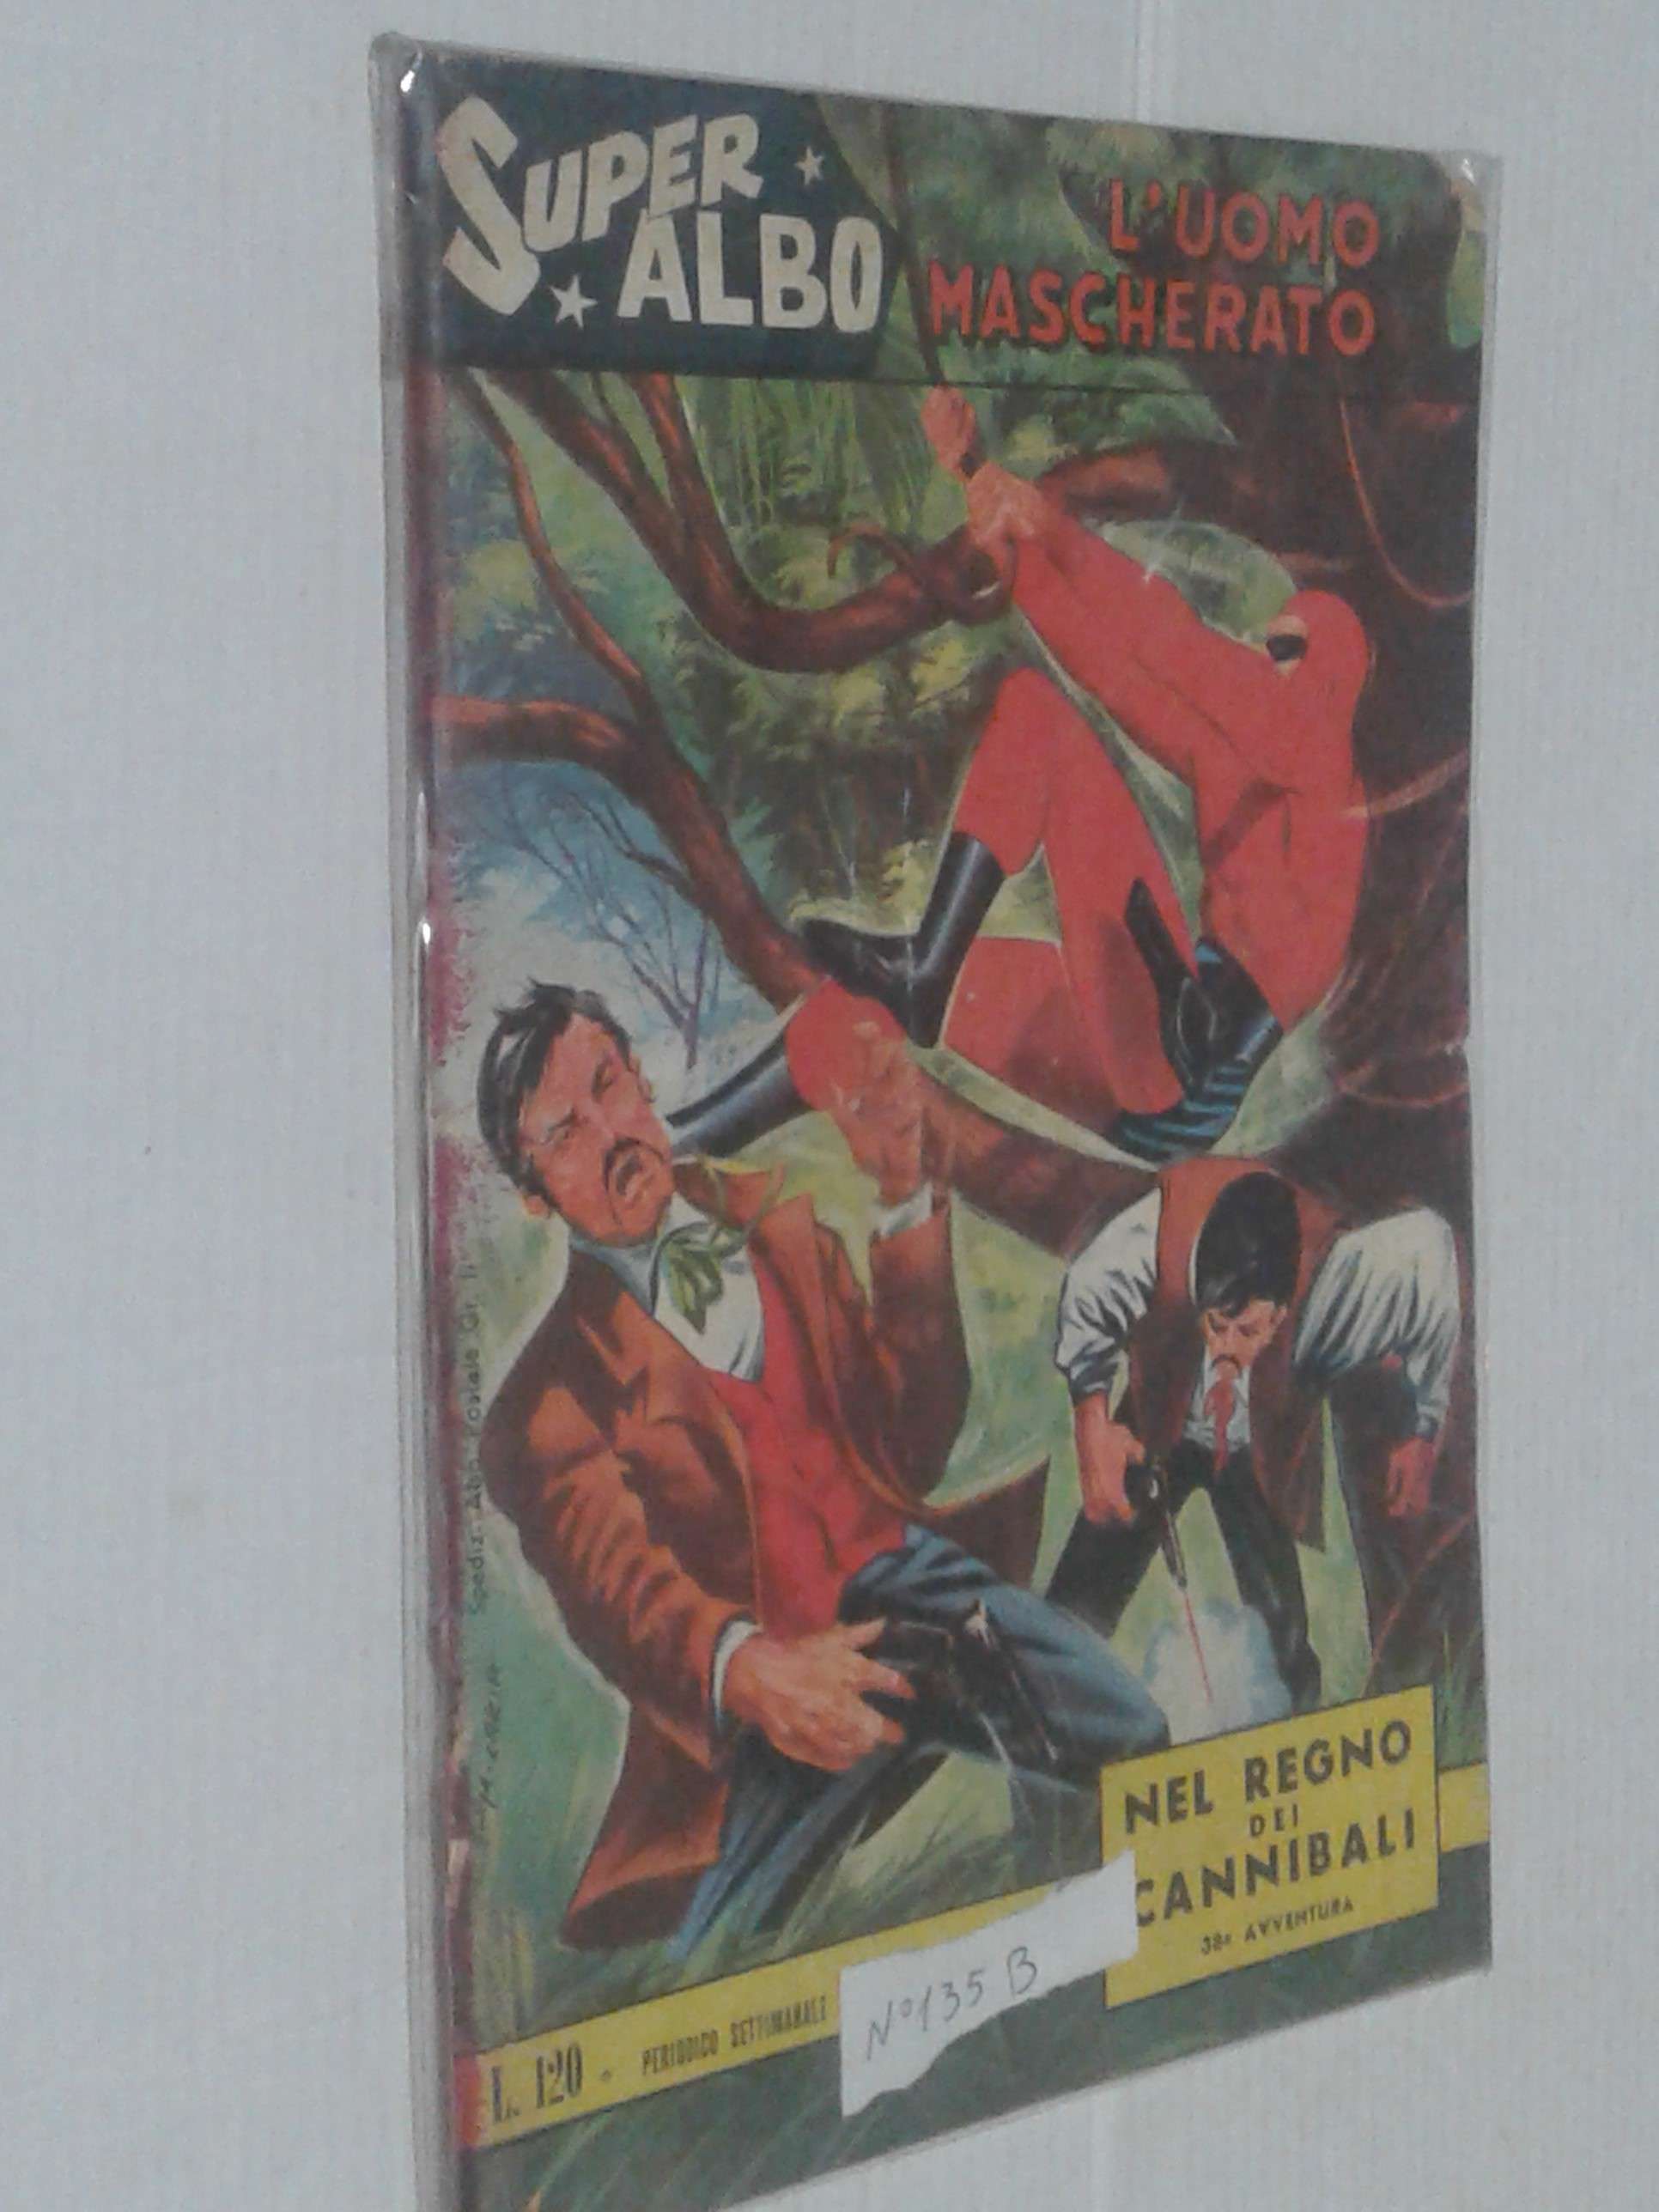 SUPER
ALBO
L'UOMO
MASCHERATO
NEL REGNO
DEI
CANNIBALI
38ª AVVENTURA
L. 120 - PERIODICO SETTIMANALE
N° 135 B